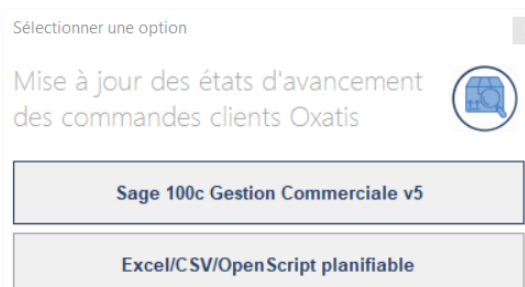 Sélectionner une option
Mise à jour des états d'avancement
des commandes clients Oxatis
Sage 100c Gestion Commerciale v5
Excel/CSV/OpenScript planifiable